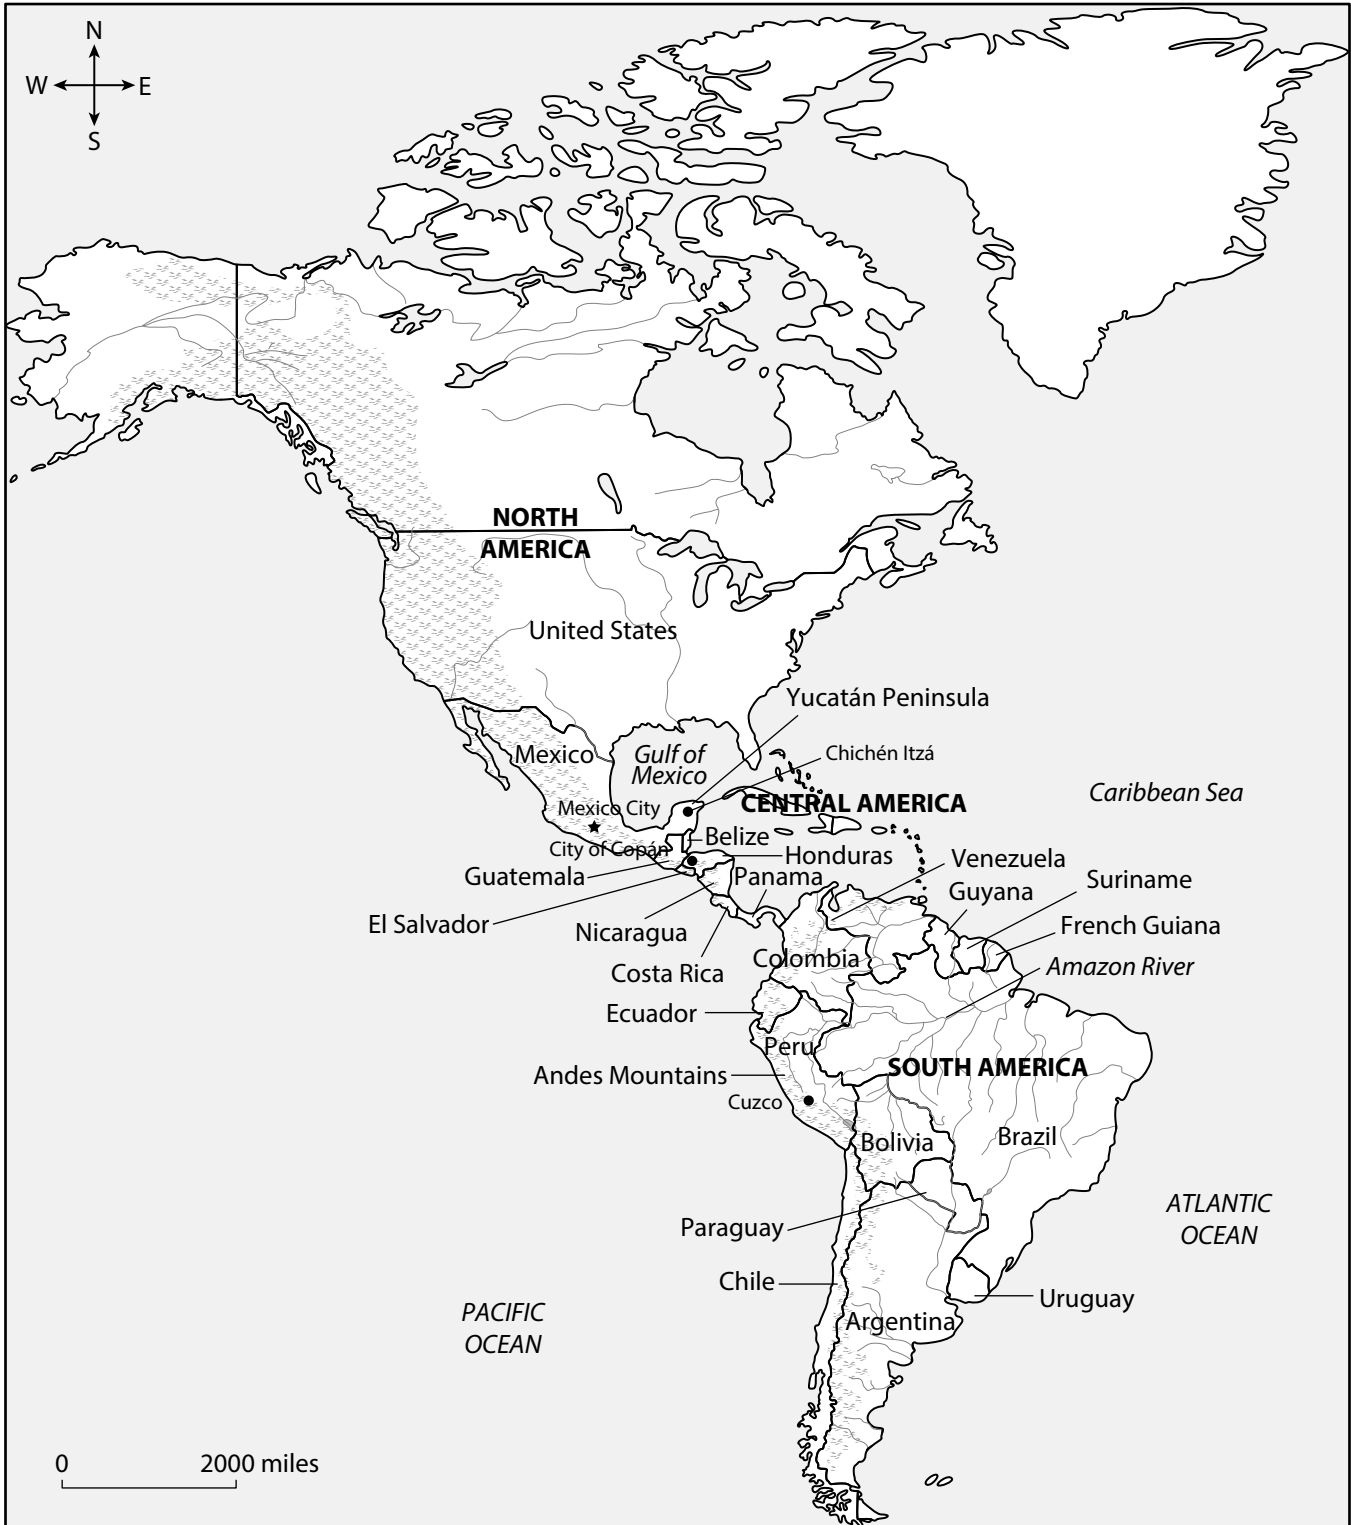 N
W E
S
NORTH
AMERICA
United States
Yucatán Peninsula
Mexico
Gulf of
Mexico
Chichén Itzá
Caribbean Sea
Mexico City
CENTRAL AMERICA
Belize
City of Copán
Honduras
Venezuela
Guatemala
Panama
Guyana
Suriname
El Salvador
Nicaragua
French Guiana
Colombia
Costa Rica
Amazon River
Ecuador
Peru
SOUTH AMERICA
Andes Mountains
Cuzco
Bolivia
Brazil
ATLANTIC
OCEAN
Paraguay
Chile
Uruguay
PACIFIC
OCEAN
Argentina
0 2000 miles